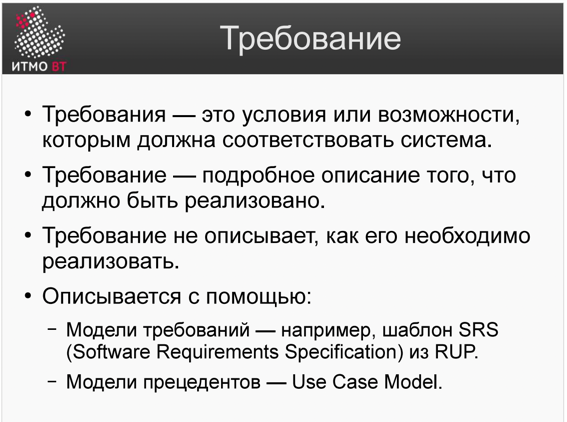 ИТМО ВТ
Требование
• Требования — это условия или возможности,
которым должна соответствовать система.
• Требование — подробное описание того, что
должно быть реализовано.
• Требование не описывает, как его необходимо
реализовать.
• Описывается с помощью:
– Модели требований — например, шаблон SRS
(Software Requirements Specification) из RUP.
– Модели прецедентов — Use Case Model.